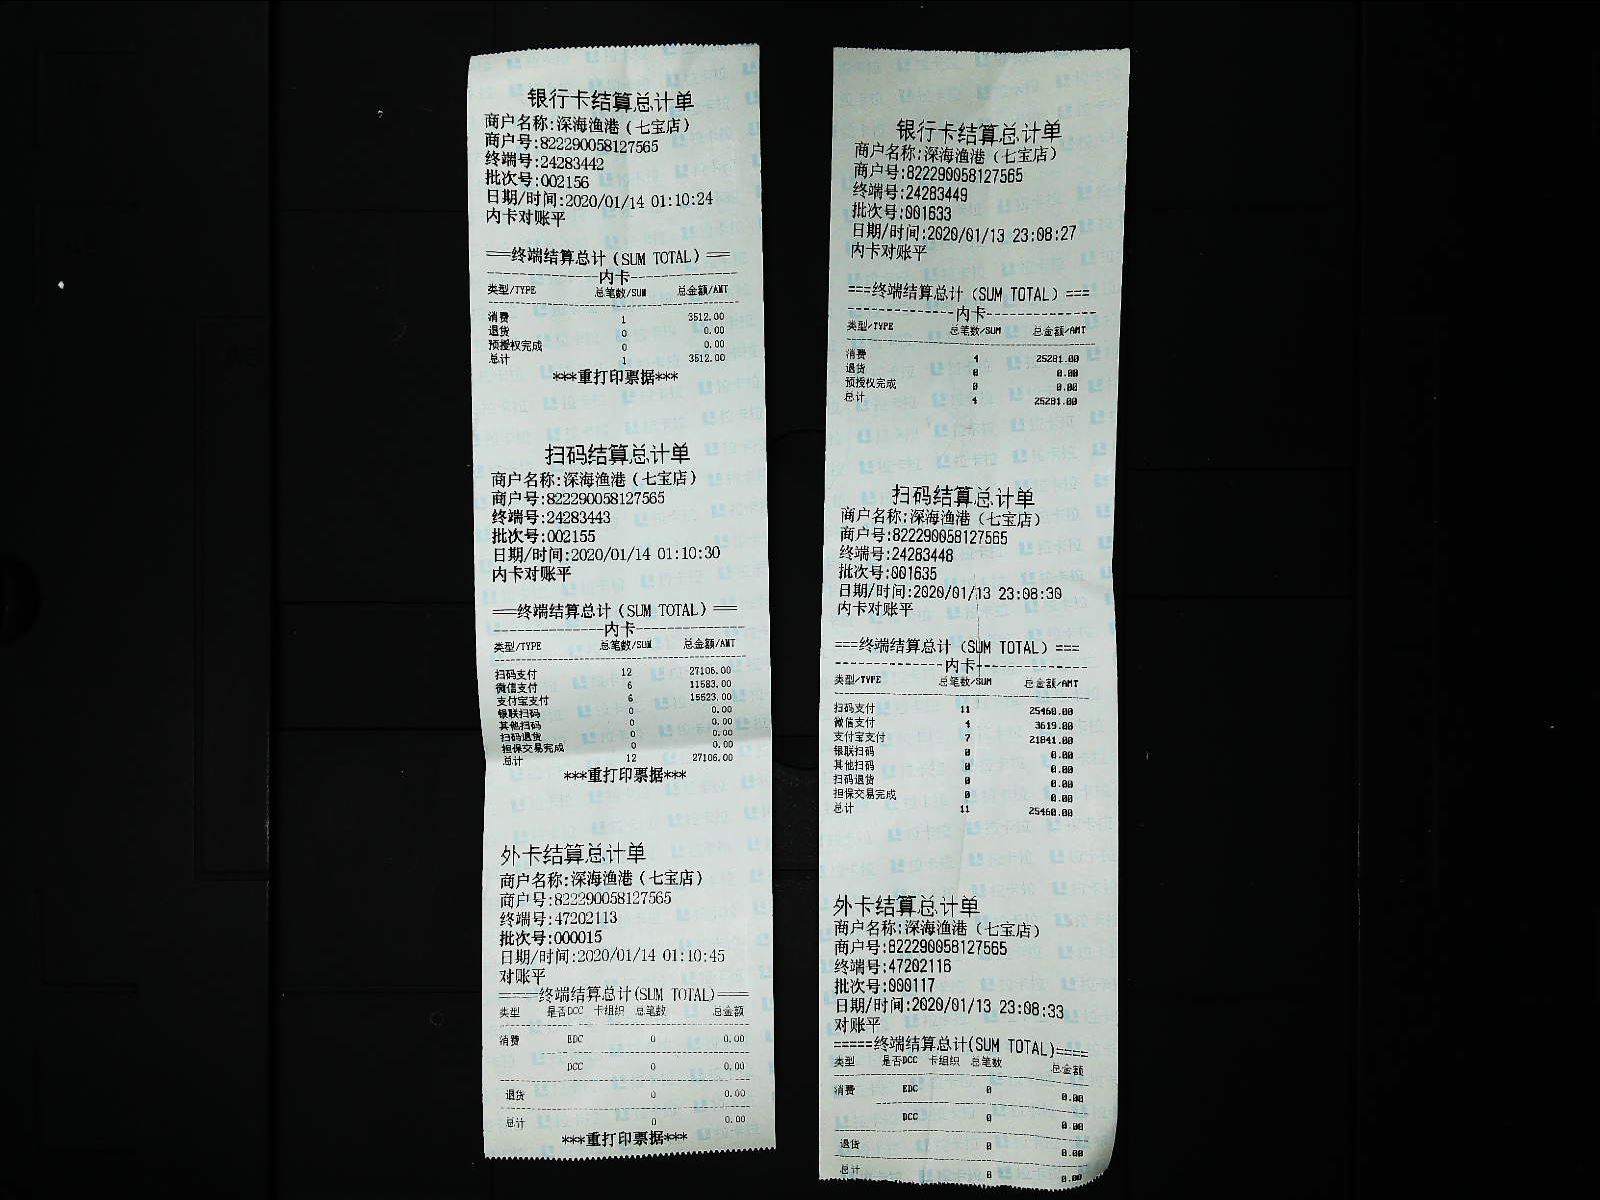 银行卡结算总计单
商户名称:深海渔港（七宝店）
商户号:822290058127565
终端号:24283442
批次号:002156
日期/时间:2020/01/14 01:10:24
内卡对账平
==终端结算总计（SUM TOTAL）==
内卡
类型/TYPE 总笔数/SUM 总金额/AMT
消费 1 3512.00
退货 0 0.00
预授权完成 0 0.00
总计 1 3512.00
***重打印票据***
扫码结算总计单
商户名称:深海渔港（七宝店）
商户号:822290058127565
终端号:24283443
批次号:002155
日期/时间:2020/01/14 01:10:30
内卡对账平
==终端结算总计（SUM TOTAL）==
内卡
类型/TYPE 总笔数/SUM 总金额/AMT
扫码支付 12 27106.00
微信支付 6 11583.00
支付宝支付 6 15523.00
银联扫码 0 0.00
其他扫码 0 0.00
扫码退货 0 0.00
担保交易完成 0 0.00
总计 12 27106.00
***重打印票据***
外卡结算总计单
商户名称:深海渔港（七宝店）
商户号:822290058127565
终端号:47202113
批次号:000015
日期/时间:2020/01/14 01:10:45
对账平
====终端结算总计(SUM TOTAL)====
类型 是否DCC 卡组织 总笔数 总金额
消费 EDC 0 0.00
DCC 0 0.00
退货 0 0.00
总计 0 0.00
***重打印票据***
银行卡结算总计单
商户名称:深海渔港（七宝店）
商户号:822290058127565
终端号:24283449
批次号:001633
日期/时间:2020/01/13 23:08:27
内卡对账平
===终端结算总计（SUM TOTAL）===
内卡
类型/TYPE 总笔数/SUM 总金额/AMT
消费 4 25281.00
退货 0 0.00
预授权完成 0 0.00
总计 4 25281.00
扫码结算总计单
商户名称:深海渔港（七宝店）
商户号:822290058127565
终端号:24283448
批次号:001635
日期/时间:2020/01/13 23:08:30
内卡对账平
===终端结算总计（SUM TOTAL）===
内卡
类型/TYPE 总笔数/SUM 总金额/AMT
扫码支付 11 25460.00
微信支付 4 3619.00
支付宝支付 7 21841.00
银联扫码 0 0.00
其他扫码 0 0.00
扫码退货 0 0.00
担保交易完成 0 0.00
总计 11 25460.00
外卡结算总计单
商户名称:深海渔港（七宝店）
商户号:822290058127565
终端号:47202116
批次号:000117
日期/时间:2020/01/13 23:08:33
对账平
=====终端结算总计(SUM TOTAL)====
类型 是否DCC 卡组织 总笔数 总金额
消费 EDC 0 0.00
DCC 0 0.00
退货 0 0.00
总计 0 0.00